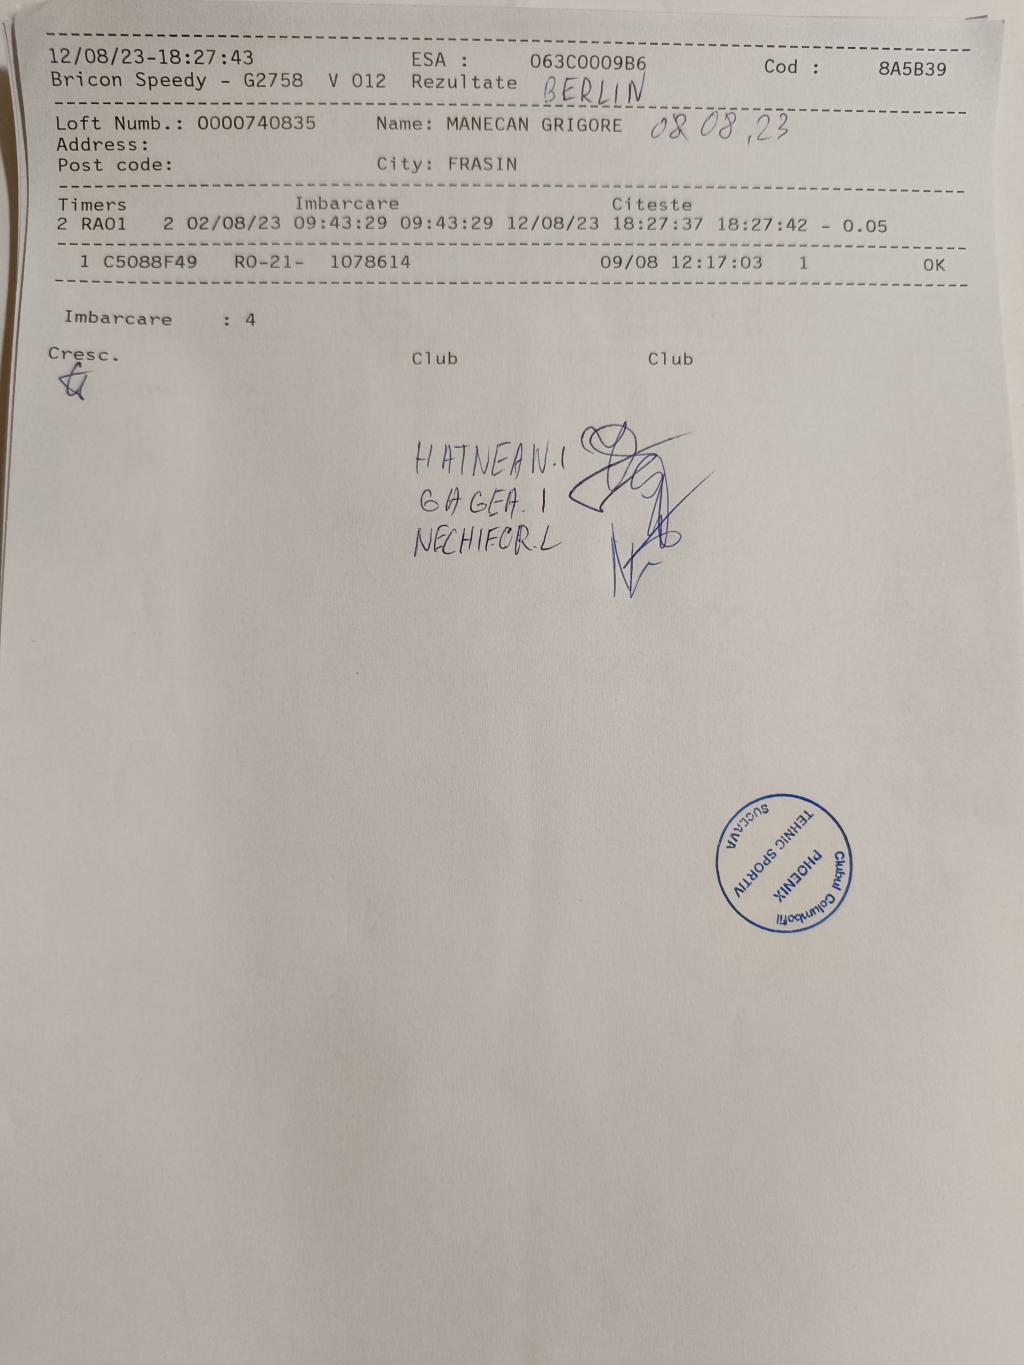 12/08/23-18:27:43 ESA : 063C0009B6 Cod : 8A5B39
Bricon Speedy - G2758 V 012 Rezultate BERLIN
Loft Numb.: 0000740835 Name: MANECAN GRIGORE 08 08,23
Address:
Post code: City: FRASIN
Timers Imbarcare Citeste
2 RA01 2 02/08/23 09:43:29 09:43:29 12/08/23 18:27:37 18:27:42 - 0.05
1 C5088F49 RO-21- 1078614 09/08 12:17:03 1 OK
Imbarcare : 4
Cresc. Club Club
HATNEAN.I
GAGEA. I
NECHIFOR.L
Clubul Columbofil
PHOENIX
TEHNIC SPORTIV
SUCEAVA